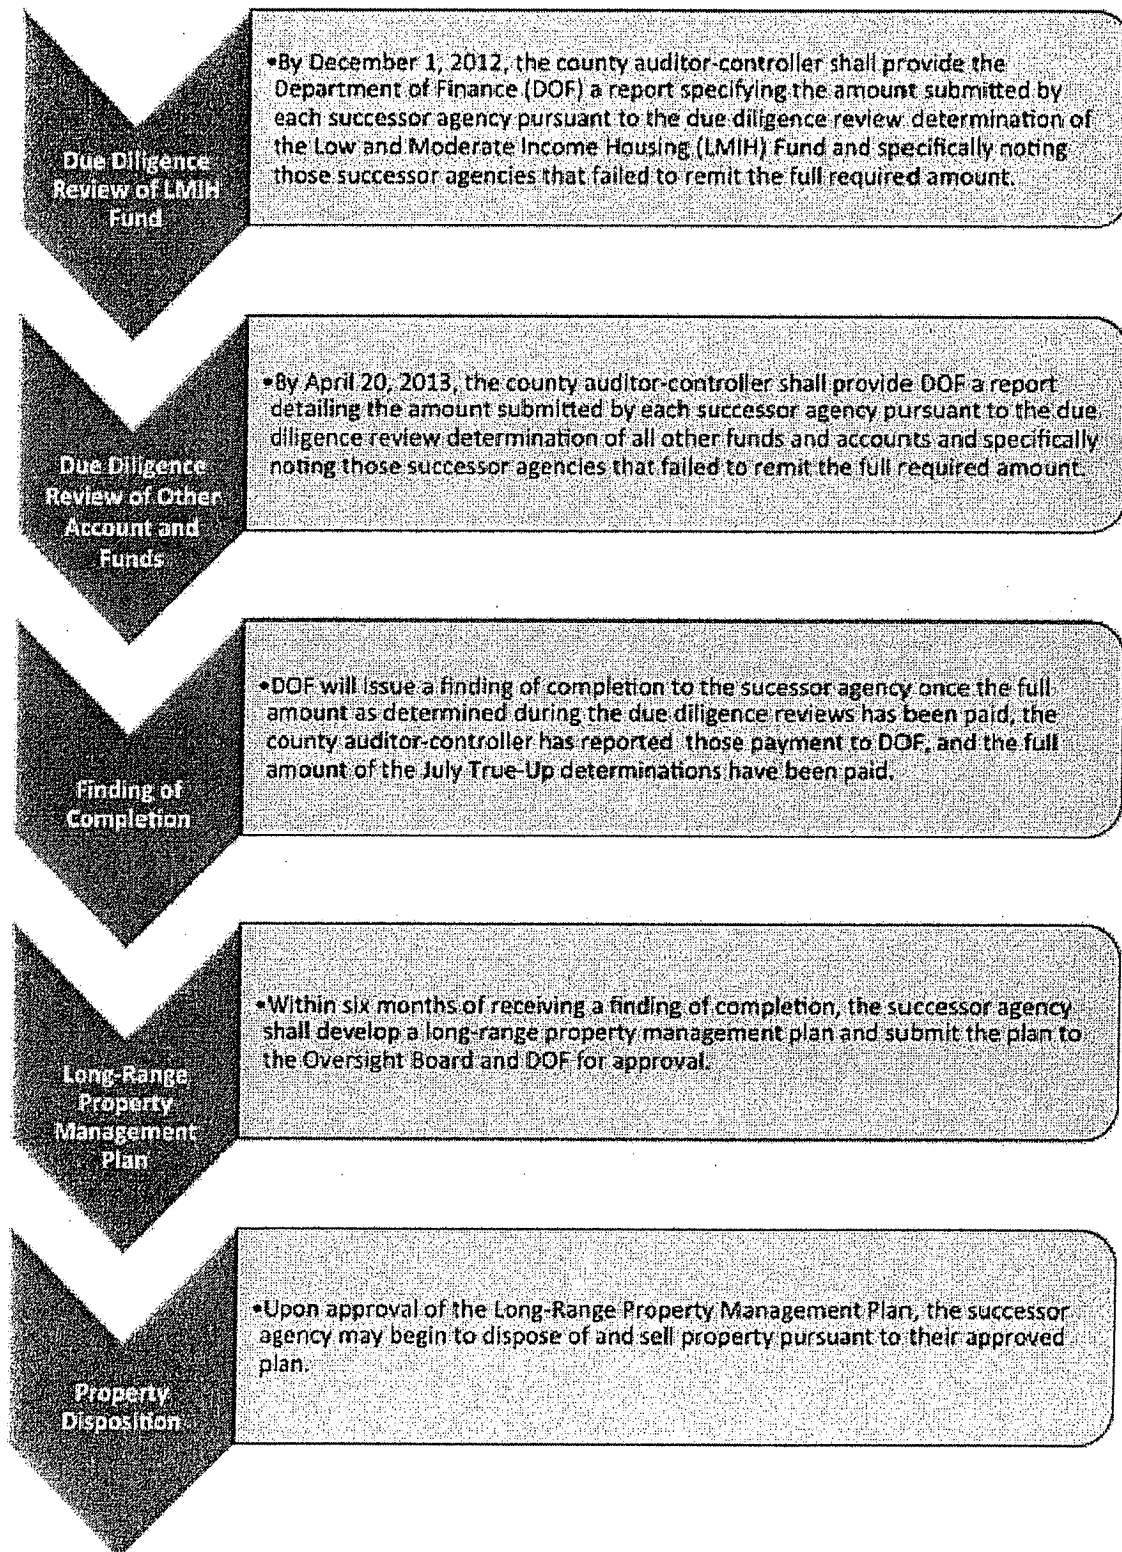 Due Diligence
Review of LMIH
Fund
•By December 1, 2012, the county auditor-controller shall provide the
Department of Finance (DOF) a report specifying the amount submitted by
each successor agency pursuant to the due diligence review determination of
the Low and Moderate Income Housing (LMIH) Fund and specifically noting
those successor agencies that failed to remit the full required amount.
Due Diligence
Review of Other
Account and
Funds
•By April 20, 2013, the county auditor-controller shall provide DOF a report
detailing the amount submitted by each successor agency pursuant to the due
diligence review determination of all other funds and accounts and specifically
noting those successor agencies that failed to remit the full required amount.
Finding of
Completion
•DOF will issue a finding of completion to the sucessor agency once the full
amount as determined during the due diligence reviews has been paid, the
county auditor-controller has reported those payment to DOF, and the full
amount of the July True-Up determinations have been paid.
Long-Range
Property
Management
Plan
•Within six months of receiving a finding of completion, the successor agency
shall develop a long-range property management plan and submit the plan to
the Oversight Board and DOF for approval.
Property
Disposition
•Upon approval of the Long-Range Property Management Plan, the successor
agency may begin to dispose of and sell property pursuant to their approved
plan.